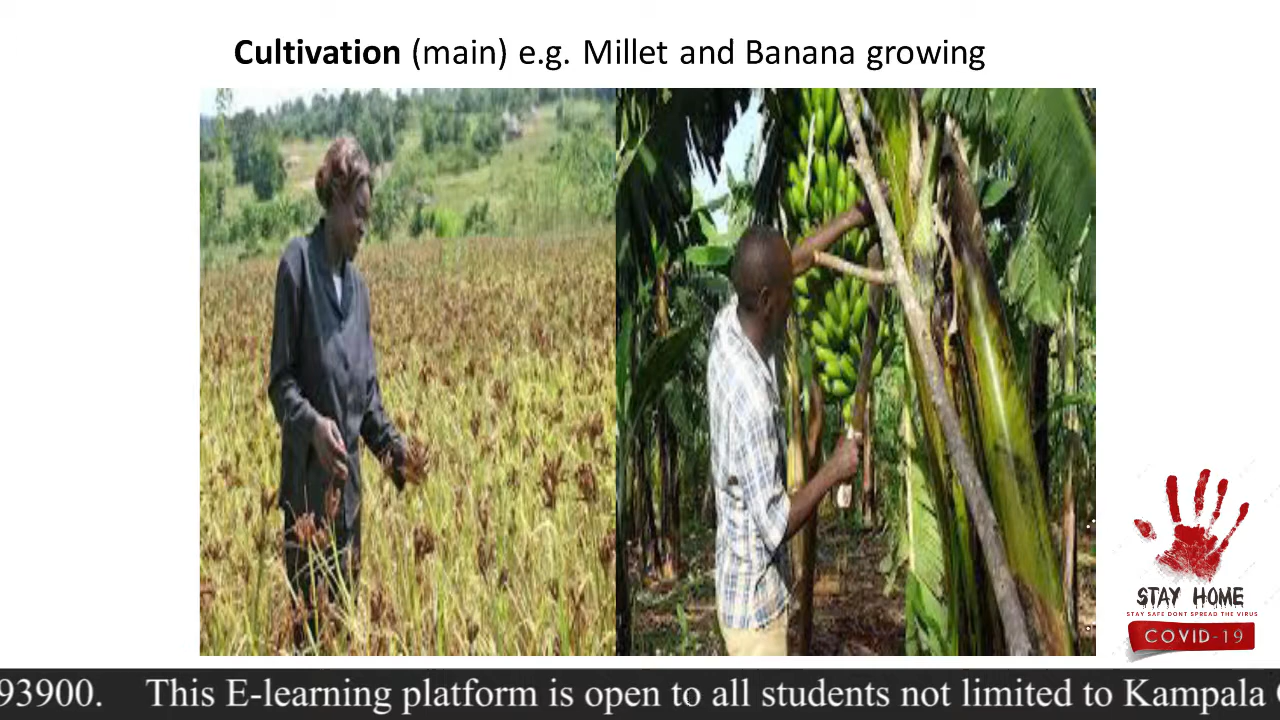 Cultivation (main) e.g. Millet and Banana growing
STAY HOME
STAY SAFE DONT SPREAD THE VIRUS
COVID-19
93900. This E-learning platform is open to all students not limited to Kampala